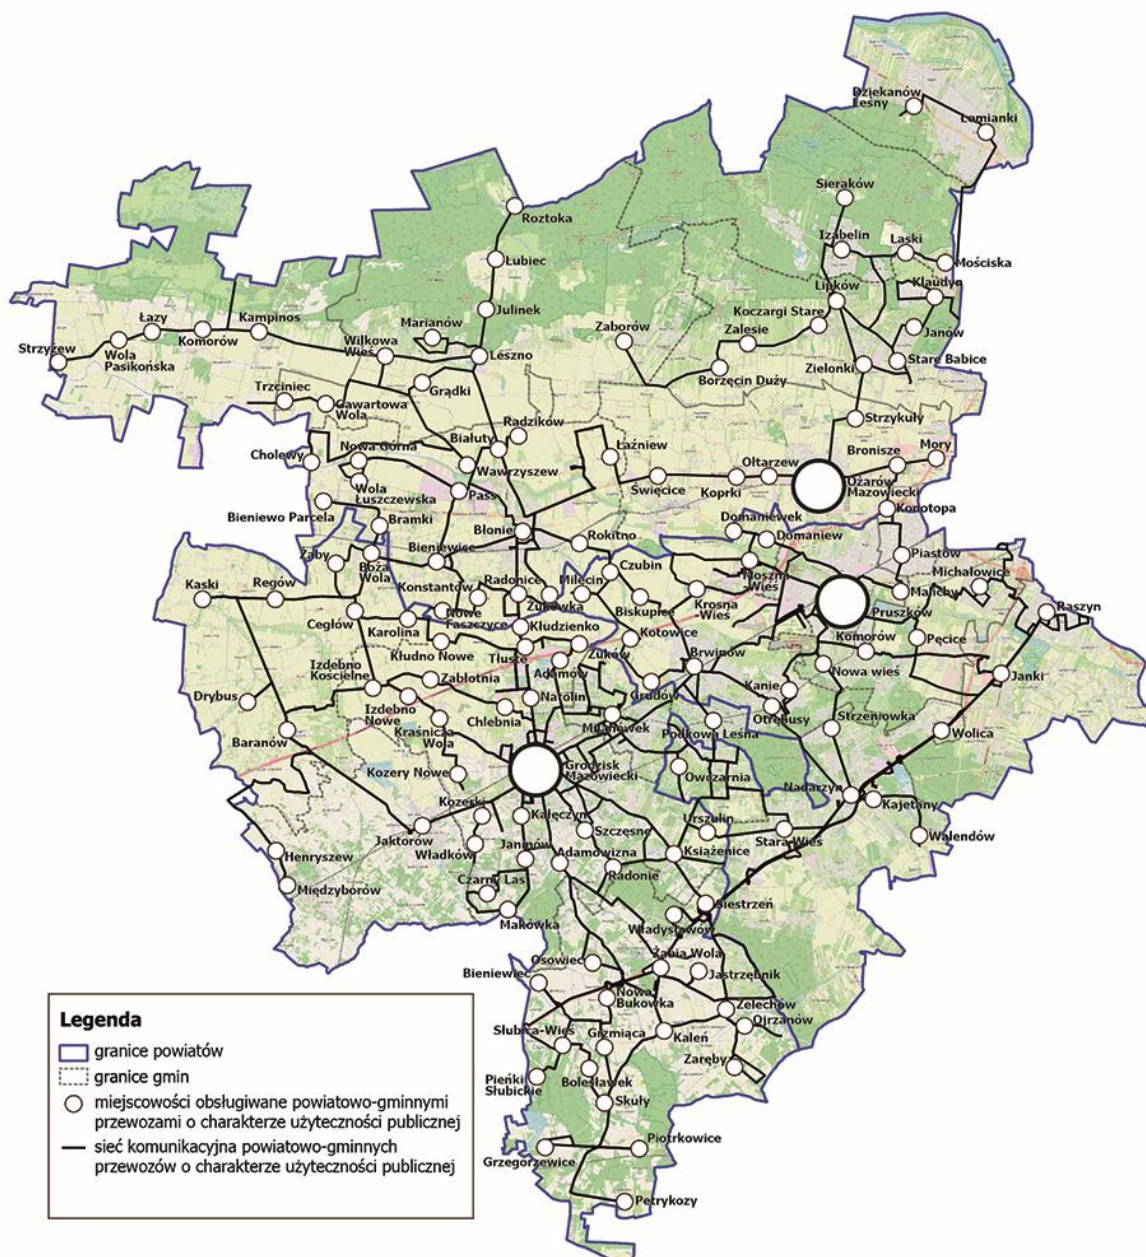 Dziekanów
Leśny
Łomianki
Sieraków
Roztoka
Izabelin
Laski
Mościska
Łubiec
Klaudyn
Lipków
Julinek
Koczargi Stare
Marianów
Łazy
Kampinos
Zaborów
Zalesie
Janów
Komorów
Strzyżew
Wola
Pasikońska
Wilkowa
Wieś
Leszno
Stare Babice
Zielonki
Borzęcin Duży
Trzciniec
Grądki
Gawartowa
Wola
Radzików
Strzykuły
Białuty
Łaźniew
Bronisze
Mory
Nowa Górna
Cholewy
Wawrzyszew
Ołtarzew
Święcice
Koprki
Ożarów
Mazowiecki
Wola
Łuszczewska
Pass
Konotopa
Bieniewo Parcela
Bramki
Błonie
Domaniewek
Domaniew
Rokitno
Żaby
Bieniewice
Piastów
Boża
Wola
Czubin
Moszna
-Wieś
Michałowice
Kaski
Regów
Konstantów
Radonice
Milęcin
Malichy
Żukówka
Biskupice
Krosna
-Wieś
Pruszków
Raszyn
Nowe
Faszczyce
Cegłów
Karolina
Kłudzienko
Kotowice
Komorów
Pęcice
Kłudno Nowe
Tłuste
Żuków
Brwinów
Izdebno
Kościelne
Adamów
Nowa wieś
Zabłotnia
Kanie
Janki
Drybus
Natolin
Grudów
Izdebno
Nowe
Chlebnia
Otrębusy
Milanówek
Strzeniówka
Podkowa Leśna
Baranów
Kraśnicza
Wola
Wolica
Kozery Nowe
Grodzisk
Mazowiecki
Owczarnia
Nadarzyn
Kozerki
Kałęczyn
Kajetany
Szczęsne
Urszulin
Jaktorów
Stara Wieś
Walendów
Władków
Janinów
Henryszew
Adamowizna
Książenice
Radonie
Czarny Las
Międzyborów
Siestrzeń
Makówka
Władysławów
Osowiec
Żabia Wola
Bieniewiec
Jastrzębnik
Nowa
Bukówka
Żelechów
Ojrzanów
Słubica-Wieś
Grzmiąca
Kaleń
Zaręby
Pieńki
Słubickie
Bolesławek
Skuły
Piotrkowice
Grzegorzewice
Petrykozy
Legenda
granice powiatów
granice gmin
miejscowości obsługiwane powiatowo-gminnymi
przewozami o charakterze użyteczności publicznej
sieć komunikacyjna powiatowo-gminnych
przewozów o charakterze użyteczności publicznej